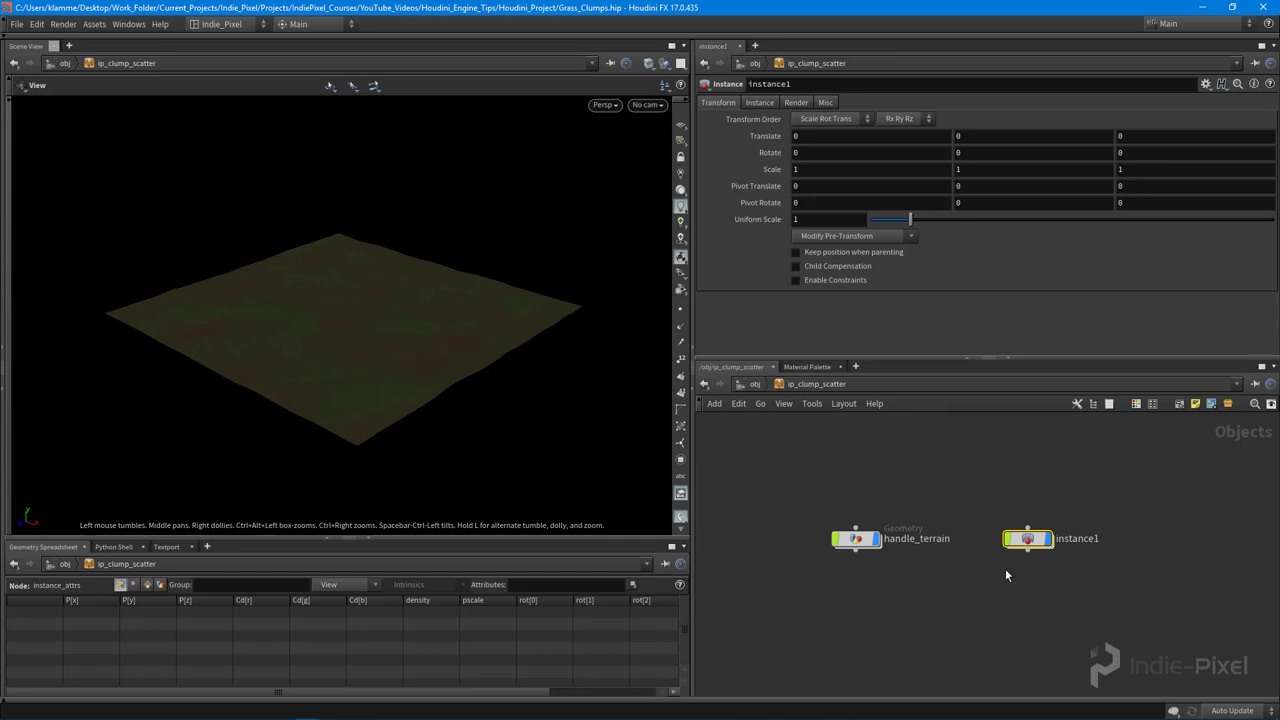 C:/Users/klamme/Desktop/Work_Folder/Current_Projects/Indie_Pixel/Projects/IndiePixel_Courses/YouTube_Videos/Houdini_Engine_Tips/Houdini_Project/Grass_Clumps.hip - Houdini FX 17.0.435
File Edit Render Assets Windows Help Indie_Pixel Main Main
Scene View
obj ip_clump_scatter
View
Persp No cam
Left mouse tumbles. Middle pans. Right dollies. Ctrl+Alt+Left box-zooms. Ctrl+Right zooms. Spacebar-Ctrl-Left tilts. Hold L for alternate tumble, dolly, and zoom.
Geometry Spreadsheet Python Shell Textport
obj ip_clump_scatter
Node: instance_attrs Group: View Intrinsics Attributes:
P[x] P[y] P[z] Cd[r] Cd[g] Cd[b] density pscale rot[0] rot[1] rot[2]
instance1
obj ip_clump_scatter
Instance instance1
Transform Instance Render Misc
Transform Order Scale Rot Trans Rx Ry Rz
Translate 0 0 0
Rotate 0 0 0
Scale 1 1 1
Pivot Translate 0 0 0
Pivot Rotate 0 0 0
Uniform Scale 1
Modify Pre-Transform
Keep position when parenting
Child Compensation
Enable Constraints
/obj/ip_clump_scatter Material Palette
obj ip_clump_scatter
Add Edit Go View Tools Layout Help
Objects
Geometry
handle_terrain
instance1
Indie-Pixel
Auto Update